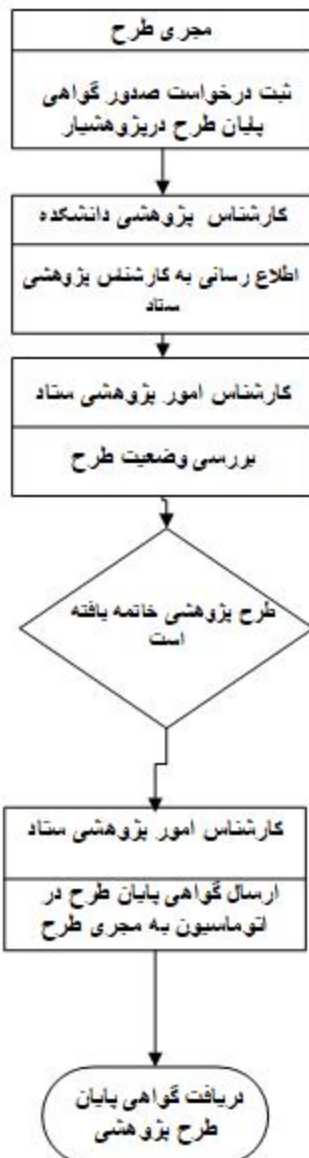 مجری طرح
ثبت درخواست صدور گواهی
پایان طرح درپژوهشیار
کارشناس پژوهشی دانشکده
اطلاع رسانی به کارشناس پژوهشی
ستاد
کارشناس امور پژوهشی ستاد
بررسی وضعیت طرح
طرح پژوهشی خاتمه یافته
است
کارشناس امور پژوهشی ستاد
ارسال گواهی پایان طرح در
اتوماسیون به مجری طرح
دریافت گواهی پایان
طرح پژوهشی